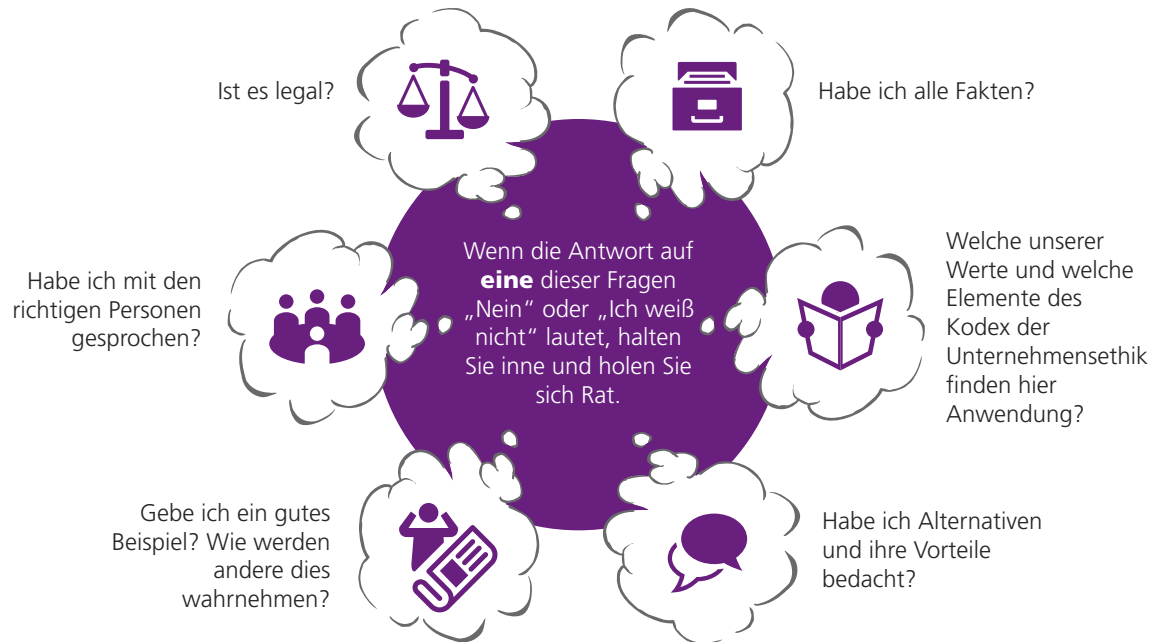 Ist es legal?
Habe ich alle Fakten?
Habe ich mit den
richtigen Personen
gesprochen?
Wenn die Antwort auf
eine dieser Fragen
„Nein“ oder „Ich weiß
nicht“ lautet, halten
Sie inne und holen Sie
sich Rat.
Welche unserer
Werte und welche
Elemente des
Kodex der
Unternehmensethik
finden hier
Anwendung?
Gebe ich ein gutes
Beispiel? Wie werden
andere dies
wahrnehmen?
Habe ich Alternativen
und ihre Vorteile
bedacht?